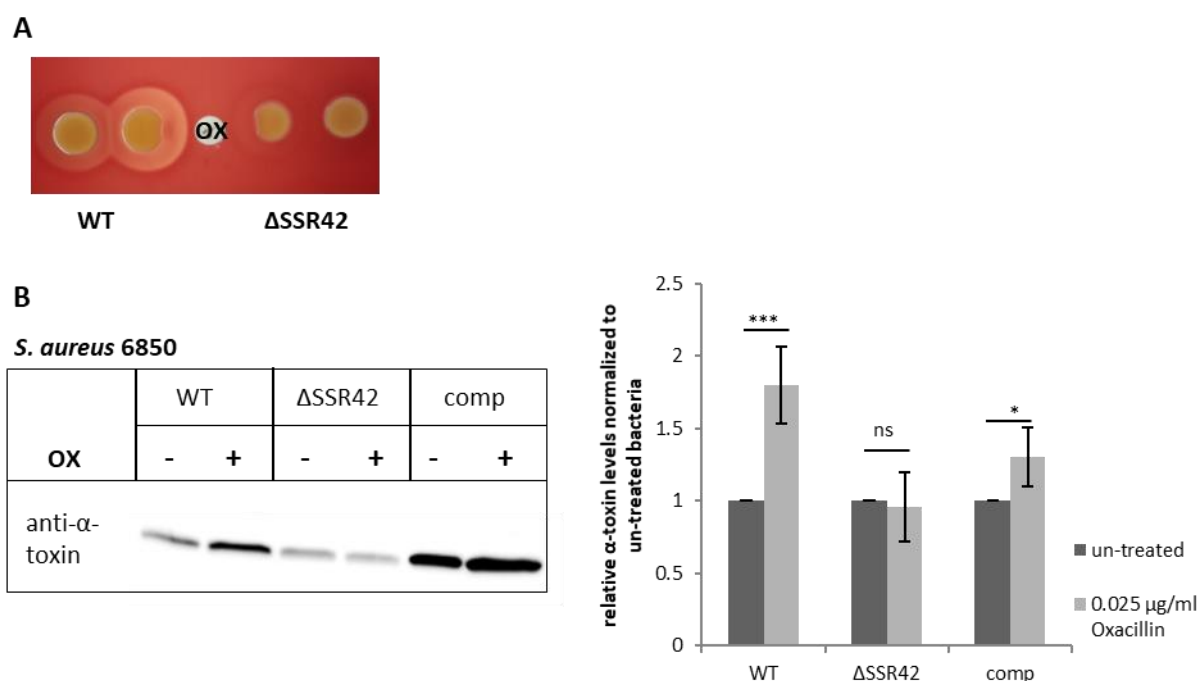 A
OX
WT
ΔSSR42
B
S. aureus 6850
WT
ΔSSR42
comp
OX
-
+
-
+
-
+
anti-α-
toxin
relative α-toxin levels normalized to
un-treated bacteria
2.5
2
1.5
1
0.5
0
***
ns
*
WT
ΔSSR42
comp
un-treated
0.025 µg/ml
Oxacillin